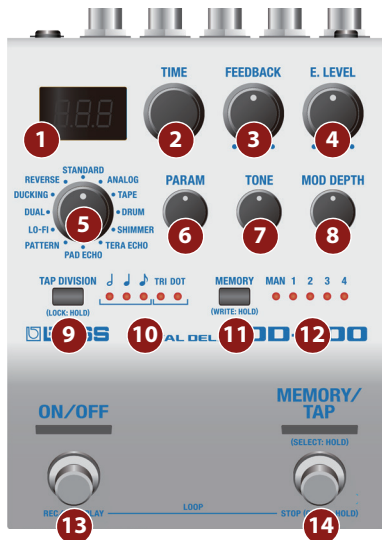 8.8.8
1
TIME
FEEDBACK
E. LEVEL
2
3
4
STANDARD
REVERSE
ANALOG
DUCKING
TAPE
DUAL
DRUM
LO-FI
SHIMMER
PATTERN
TERA ECHO
PAD ECHO
5
PARAM
TONE
MOD DEPTH
6
7
8
TAP DIVISION
(LOCK: HOLD)
9
TRI DOT
10
MEMORY
(WRITE: HOLD)
11
MAN 1 2 3 4
12
ON/OFF
MEMORY/
TAP
(SELECT: HOLD)
LOOP
13
14